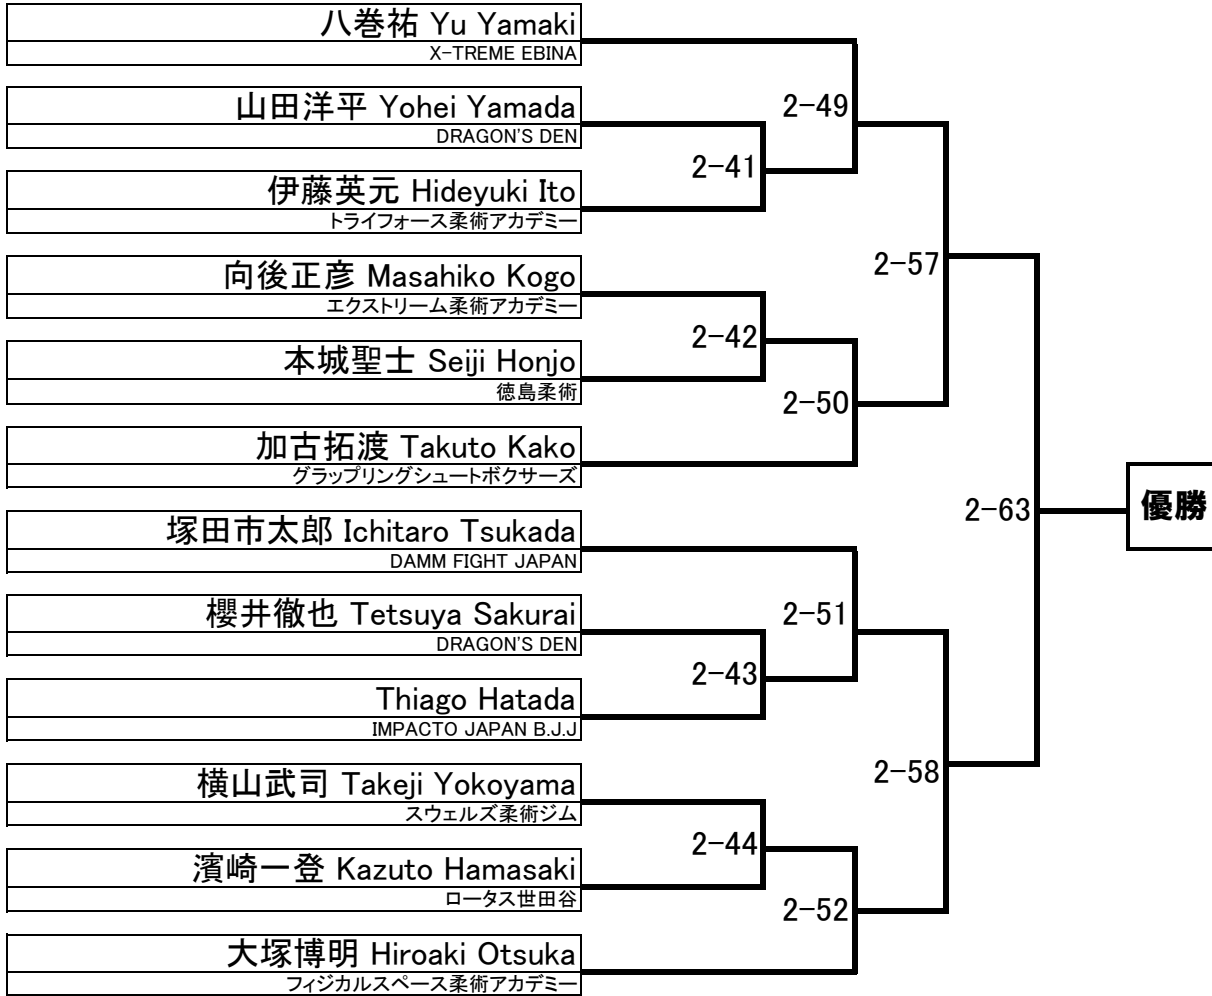 八巻祐 Yu Yamaki
X-TREME EBINA
山田洋平 Yohei Yamada
DRAGON'S DEN
伊藤英元 Hideyuki Ito
トライフォース柔術アカデミー
向後正彦 Masahiko Kogo
エクストリーム柔術アカデミー
本城聖士 Seiji Honjo
徳島柔術
加古拓渡 Takuto Kako
グラップリングシュートボクサーズ
塚田市太郎 Ichitaro Tsukada
DAMM FIGHT JAPAN
櫻井徹也 Tetsuya Sakurai
DRAGON'S DEN
Thiago Hatada
IMPACTO JAPAN B.J.J
横山武司 Takeji Yokoyama
スウェルズ柔術ジム
濱崎一登 Kazuto Hamasaki
ロータス世田谷
大塚博明 Hiroaki Otsuka
フィジカルスペース柔術アカデミー
2-41
2-42
2-43
2-44
2-49
2-50
2-51
2-52
2-57
2-58
2-63
優勝